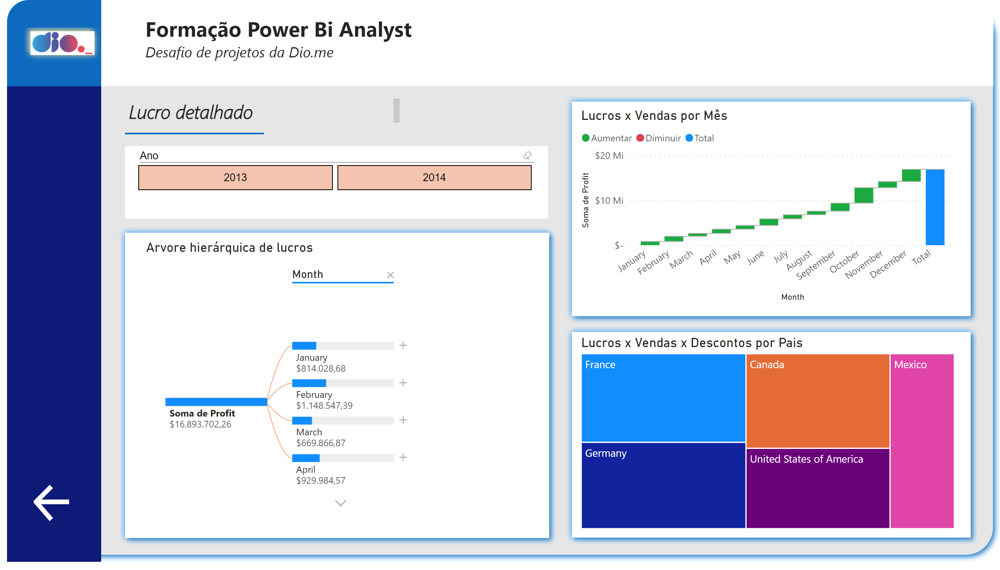 dio._
Formação Power Bi Analyst
Desafio de projetos da Dio.me
Lucro detalhado
Ano
2013
2014
Arvore hierárquica de lucros
Month
Soma de Profit
$16.893.702,26
January
$814.028,68
February
$1.148.547,39
March
$669.866,87
April
$929.984,57
Lucros x Vendas por Mês
Aumentar Diminuir Total
Soma de Profit
$20 Mi
$10 Mi
$-
January
February
March
April
May
June
July
August
September
October
November
December
Total
Month
Lucros x Vendas x Descontos por Pais
France
Germany
Canada
United States of America
Mexico